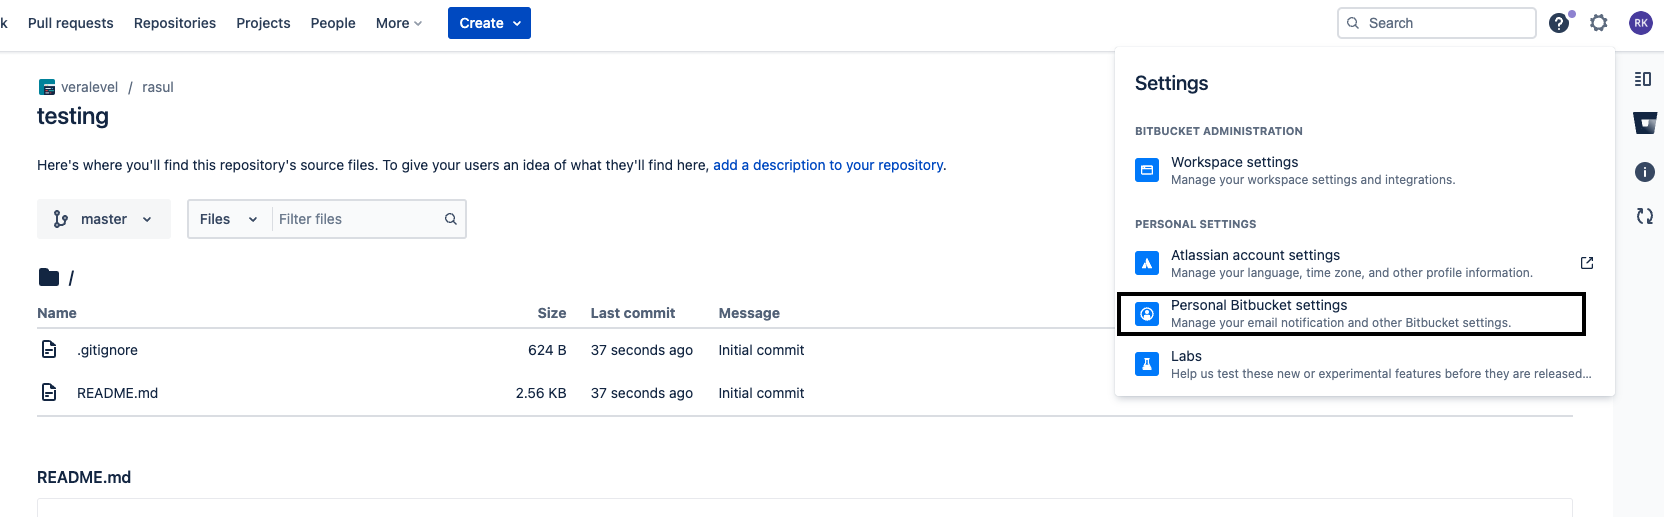 k Pull requests Repositories Projects People More Create Search RK
veralevel / rasul
testing
Here's where you'll find this repository's source files. To give your users an idea of what they'll find here, add a description to your repository.
master Files Filter files
/
Name Size Last commit Message
.gitignore 624 B 37 seconds ago Initial commit
README.md 2.56 KB 37 seconds ago Initial commit
README.md
Settings
BITBUCKET ADMINISTRATION
Workspace settings
Manage your workspace settings and integrations.
PERSONAL SETTINGS
Atlassian account settings
Manage your language, time zone, and other profile information.
Personal Bitbucket settings
Manage your email notification and other Bitbucket settings.
Labs
Help us test these new or experimental features before they are released...